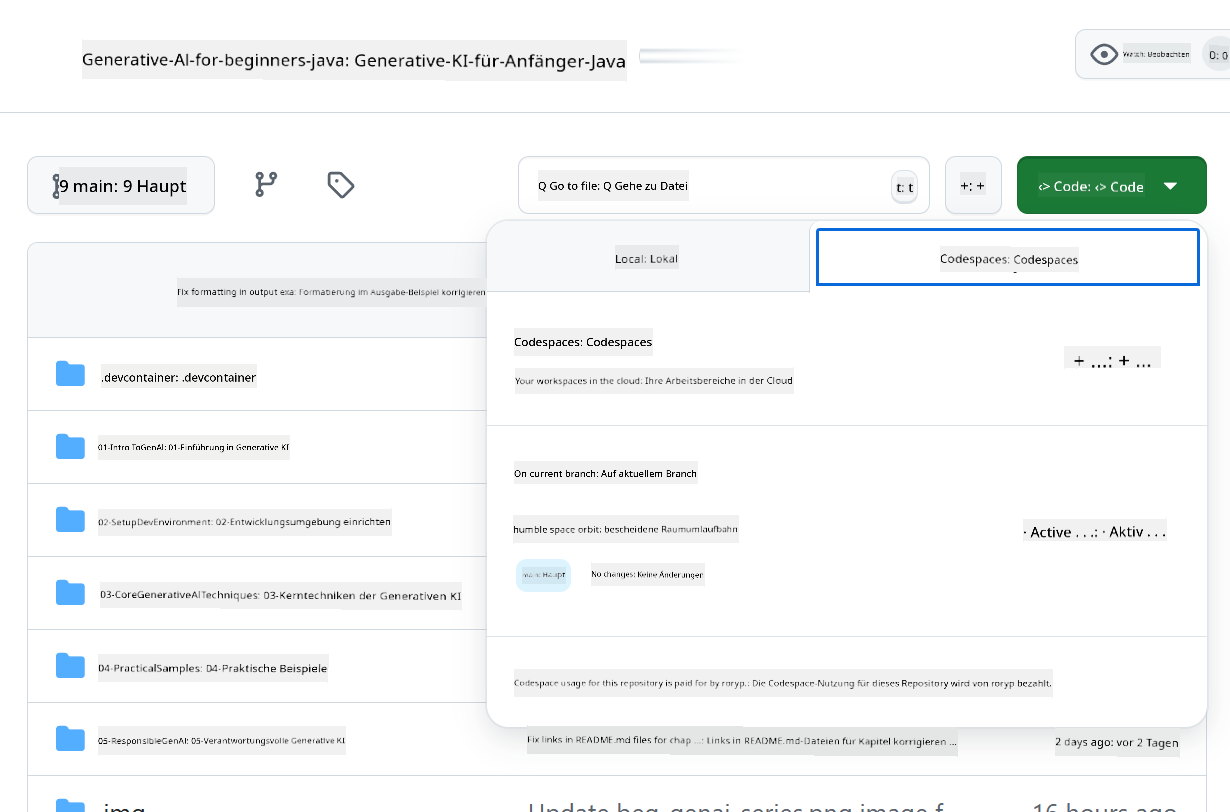 Generative-AI-for-beginners-java: Generative-KI-für-Anfänger-Java
Watch: Beobachten
0: 0
9 main: 9 Haupt
Q Go to file: Q Gehe zu Datei
t: t
+: +
<> Code: <> Code
Local: Lokal
Codespaces: Codespaces
Fix formatting in output exa: Formatierung im Ausgabe-Beispiel korrigieren
Codespaces: Codespaces
+ ...: + ...
.devcontainer: .devcontainer
Your workspaces in the cloud: Ihre Arbeitsbereiche in der Cloud
01-Intro ToGenAI: 01-Einführung in Generative KI
On current branch: Auf aktuellem Branch
02-SetupDevEnvironment: 02-Entwicklungsumgebung einrichten
humble space orbit: bescheidene Raumumlaufbahn
· Active . . .: · Aktiv . . .
main: Haupt
No changes: Keine Änderungen
03-CoreGenerativeAITechniques: 03-Kerntechniken der Generativen KI
04-PracticalSamples: 04-Praktische Beispiele
Codespace usage for this repository is paid for by roryp.: Die Codespace-Nutzung für dieses Repository wird von roryp bezahlt.
05-ResponsibleGenAI: 05-Verantwortungsvolle Generative KI
Fix links in README.md files for chap ...: Links in README.md-Dateien für Kapitel korrigieren ...
2 days ago: vor 2 Tagen
img
Update beg-genai-series.png image f
16 hours ago